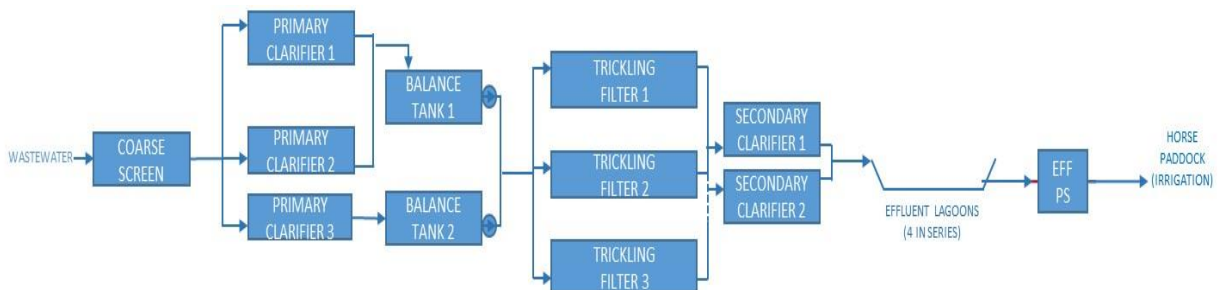 WASTEWATER
COARSE
SCREEN
PRIMARY
CLARIFIER 1
PRIMARY
CLARIFIER 2
PRIMARY
CLARIFIER 3
BALANCE
TANK 1
BALANCE
TANK 2
TRICKLING
FILTER 1
TRICKLING
FILTER 2
TRICKLING
FILTER 3
SECONDARY
CLARIFIER 1
SECONDARY
CLARIFIER 2
EFFLUENT LAGOONS
(4 IN SERIES)
EFF
PS
HORSE
PADDOCK
(IRRIGATION)